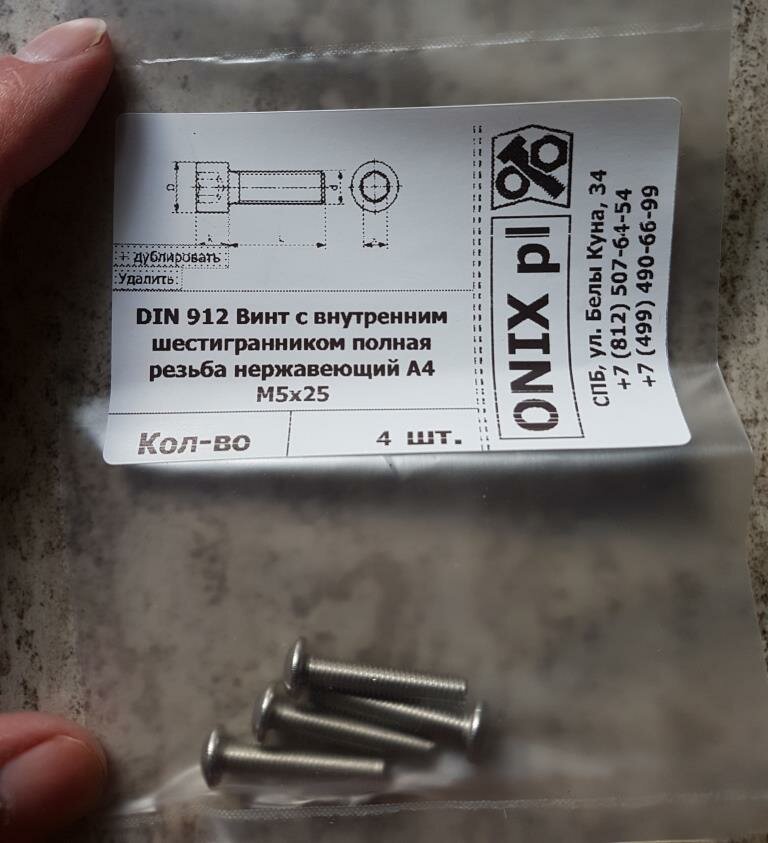 + дублировать
Удалить
DIN 912 Винт с внутренним
шестигранником полная
резьба нержавеющий А4
М5х25
Кол-во
4 шт.
ONIX pl
СПБ, ул. Белы Куна, 34
+7 (812) 507-64-54
+7 (499) 490-66-99